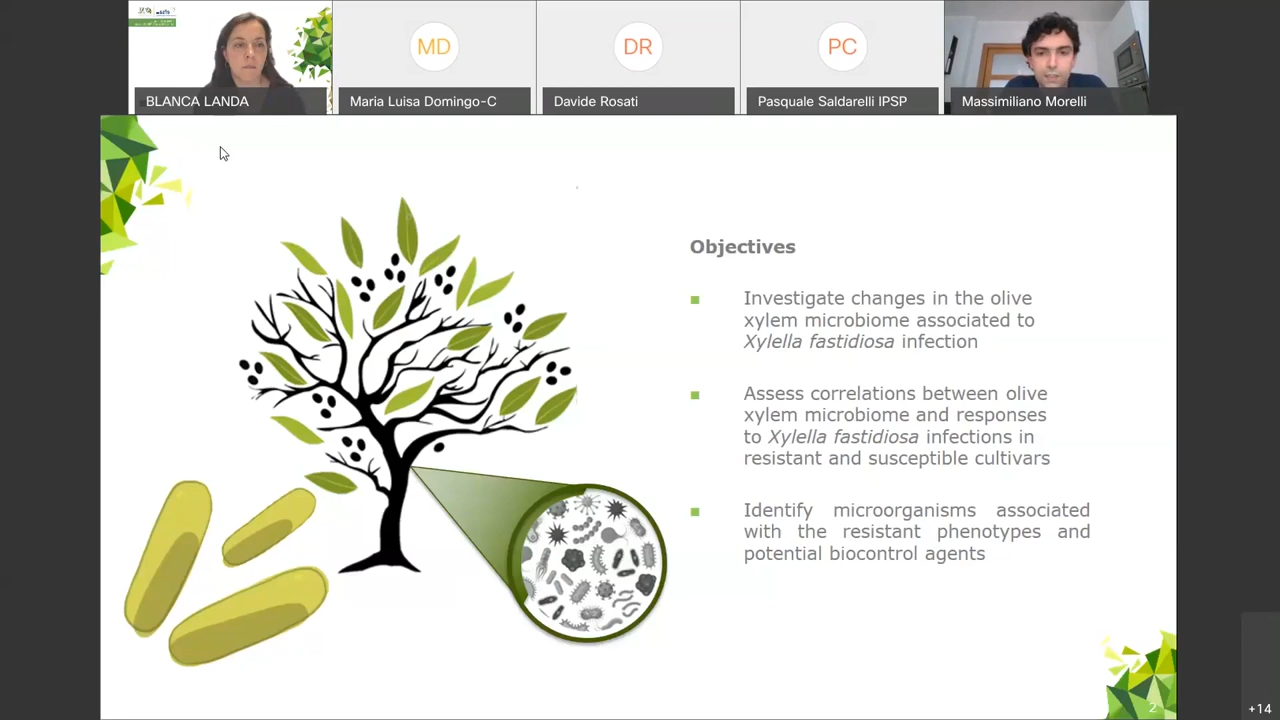 MD
DR
PC
BLANCA LANDA
Maria Luisa Domingo-C
Davide Rosati
Pasquale Saldarelli IPSP
Massimiliano Morelli
Objectives
Investigate changes in the olive
xylem microbiome associated to
Xylella fastidiosa infection
Assess correlations between olive
xylem microbiome and responses
to Xylella fastidiosa infections in
resistant and susceptible cultivars
Identify microorganisms associated
with the resistant phenotypes and
potential biocontrol agents
2
+14